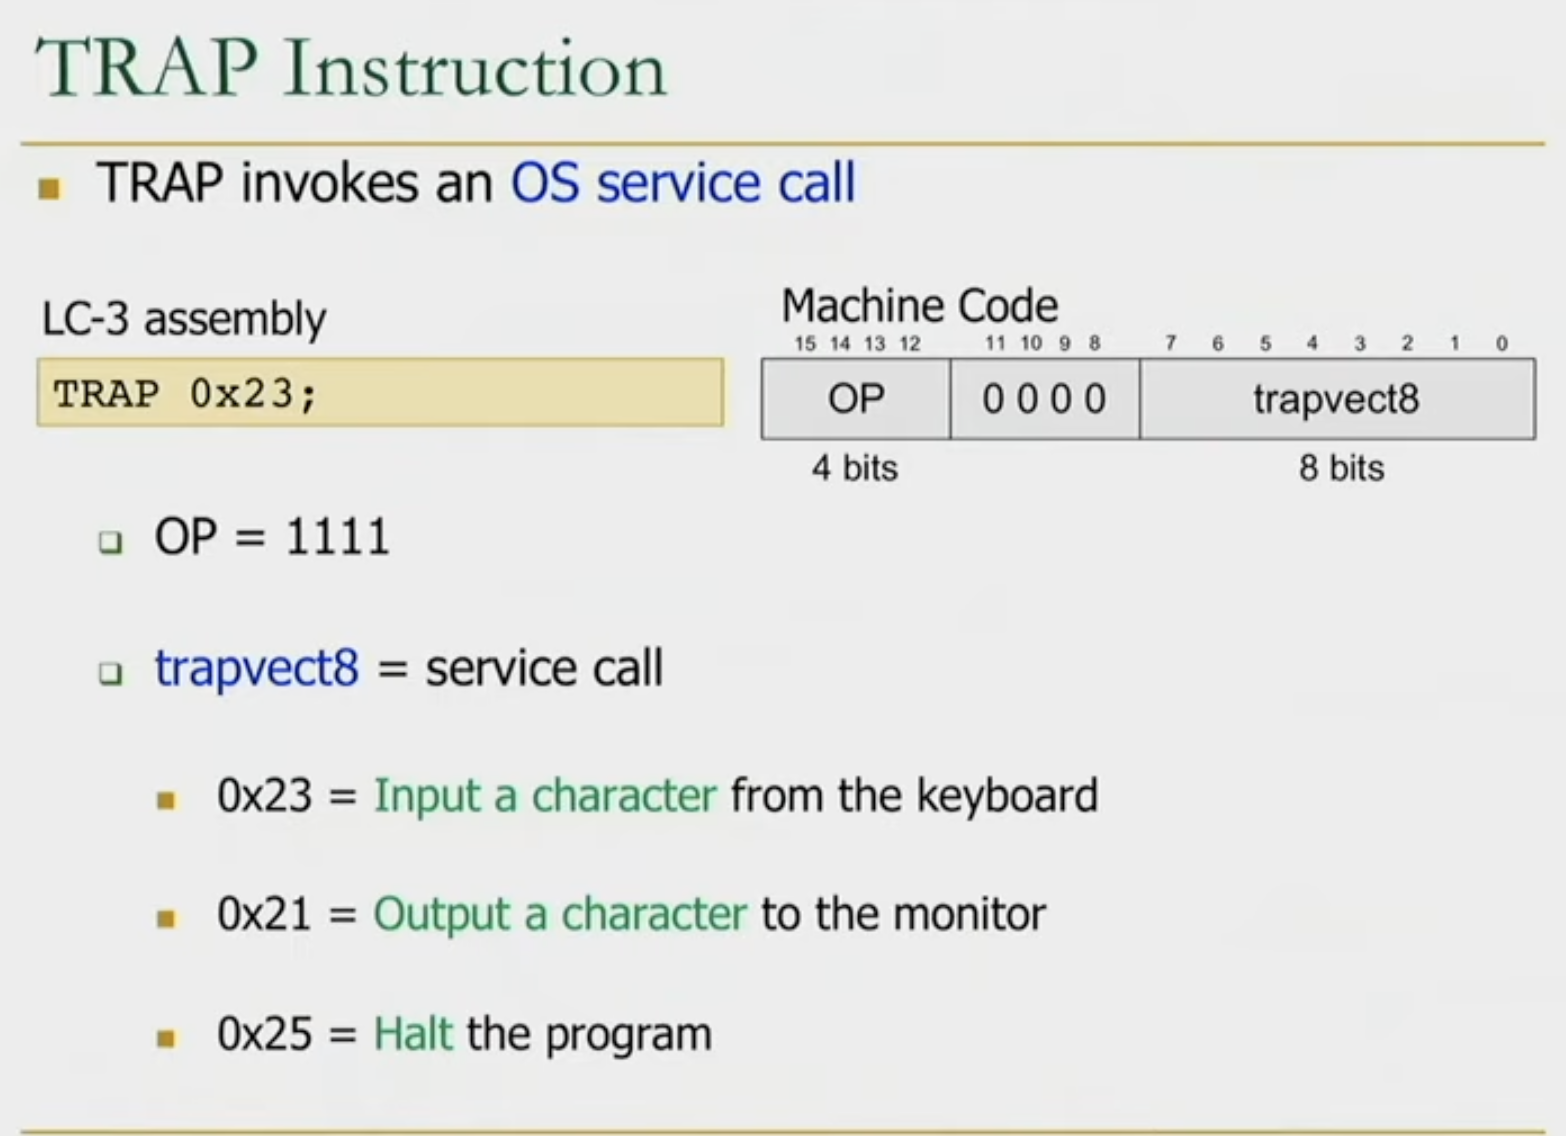 TRAP Instruction
TRAP invokes an OS service call
LC-3 assembly
TRAP 0x23;
Machine Code
15 14 13 12 11 10 9 8 7 6 5 4 3 2 1 0
OP 0 0 0 0 trapvect8
4 bits 8 bits
OP = 1111
trapvect8 = service call
0x23 = Input a character from the keyboard
0x21 = Output a character to the monitor
0x25 = Halt the program